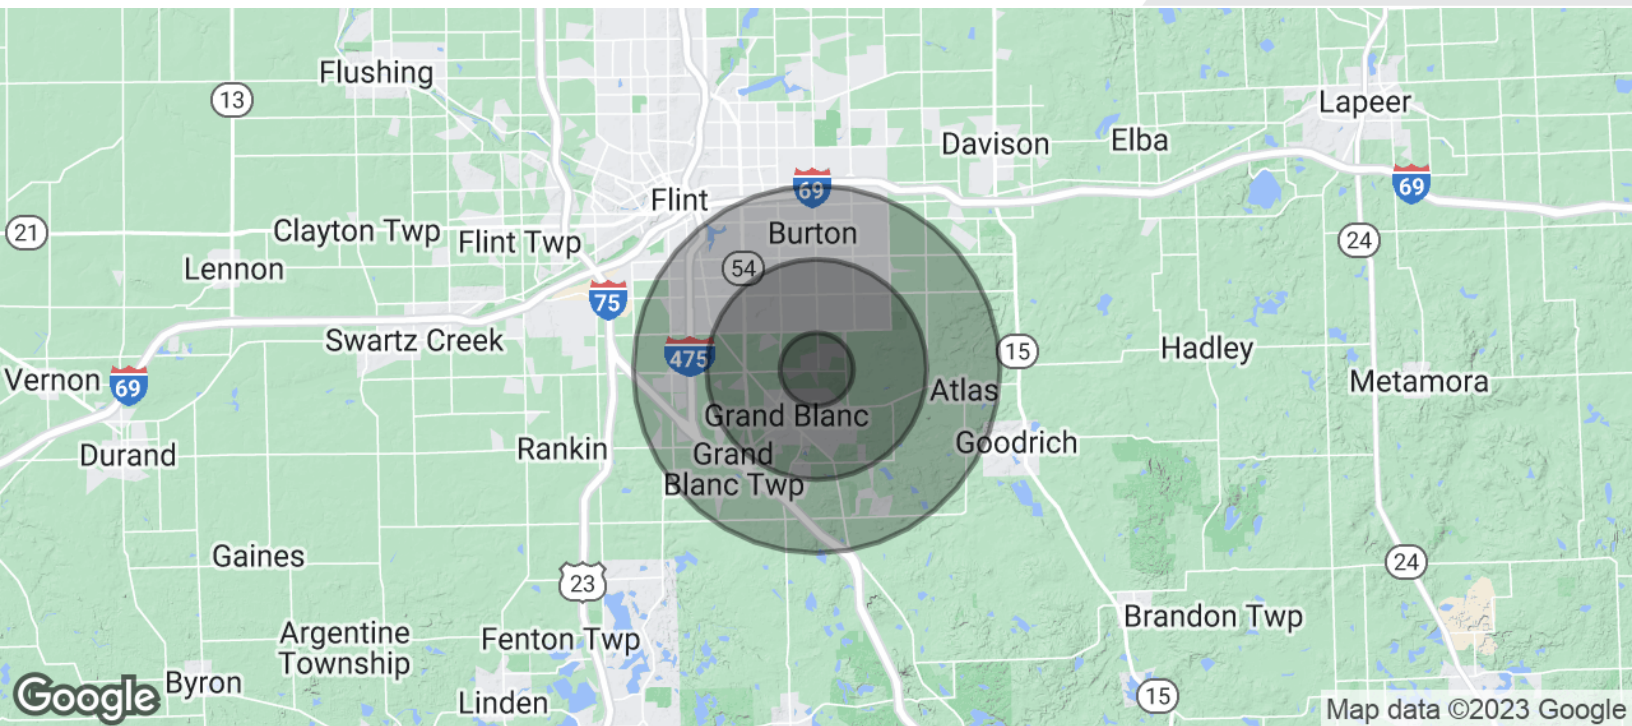 Flushing
13
Lapeer
Davison
Elba
69
69
Flint
21
Clayton Twp
Flint Twp
Burton
24
Lennon
54
75
Swartz Creek
475
15
Hadley
Vernon
69
Atlas
Metamora
Grand Blanc
Durand
Rankin
Grand
Blanc Twp
Goodrich
Gaines
23
24
Argentine
Township
Fenton Twp
Brandon Twp
Byron
Linden
15
Google
Map data ©2023 Google